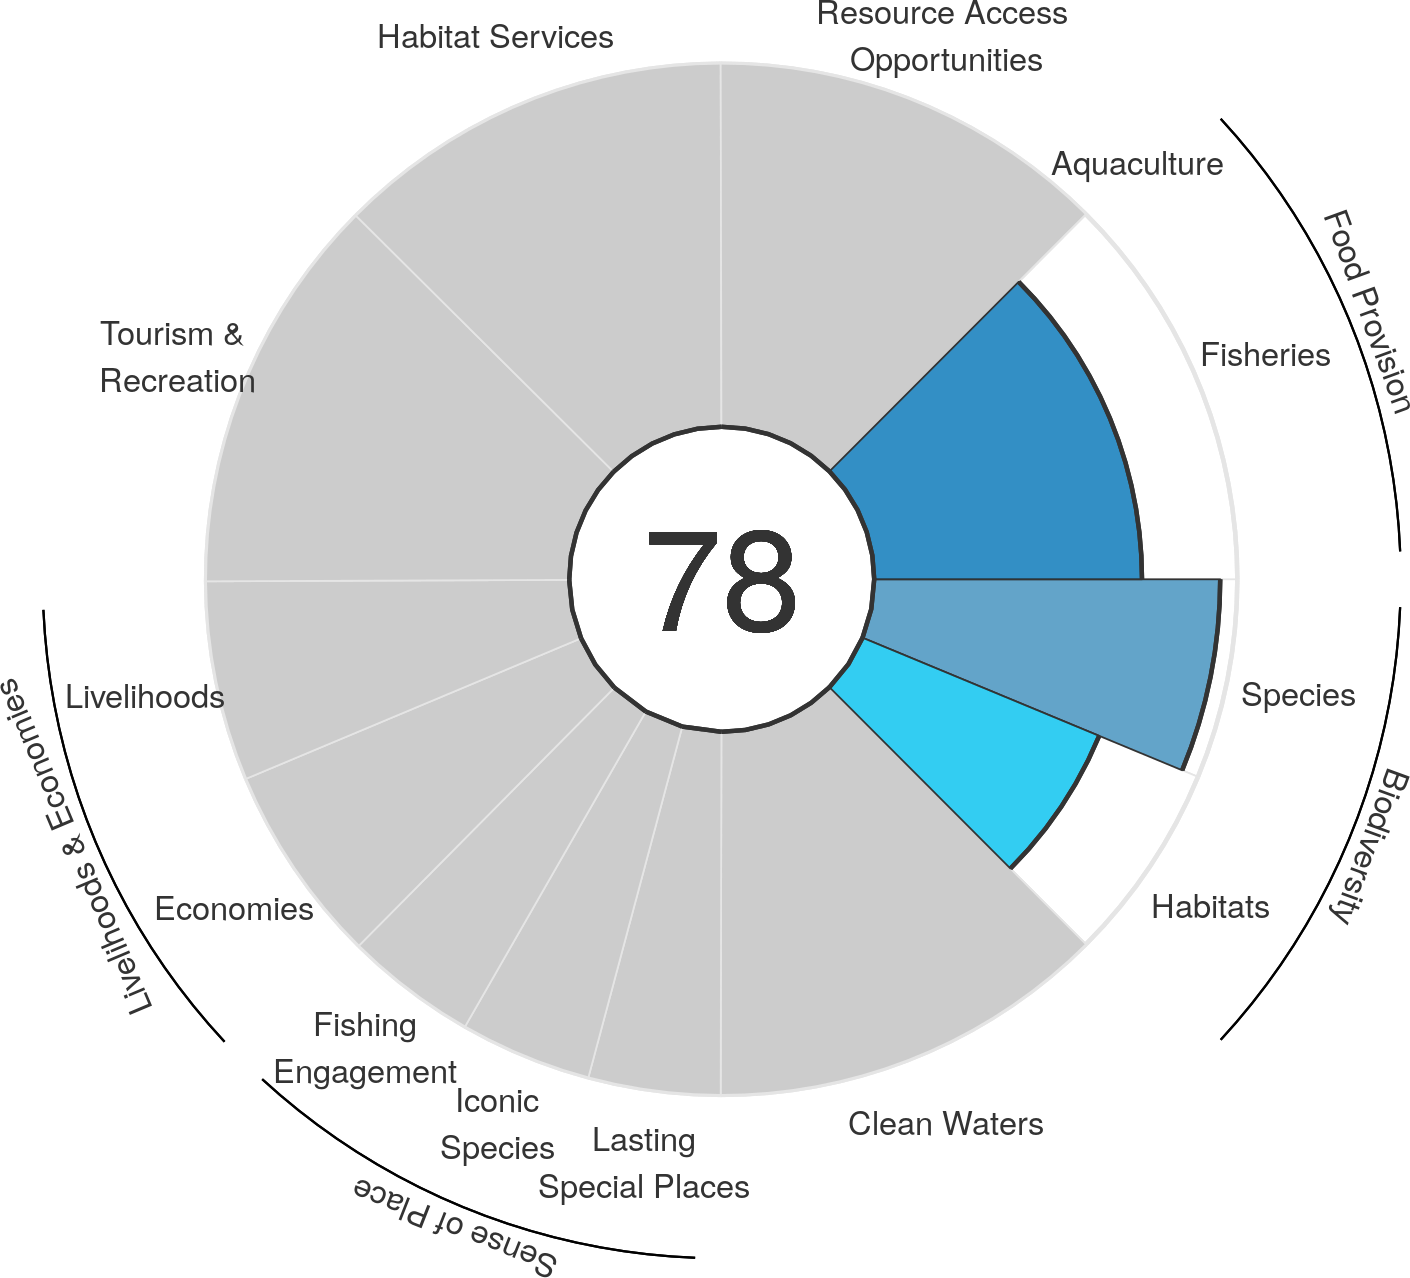 Resource Access
Opportunities
Habitat Services
Aquaculture
Food Provision
Fisheries
Tourism &
Recreation
78
Species
Livelihoods
Livelihoods & Economies
Biodiversity
Habitats
Economies
Fishing
Engagement
Iconic
Species
Lasting
Special Places
Clean Waters
Sense of Place